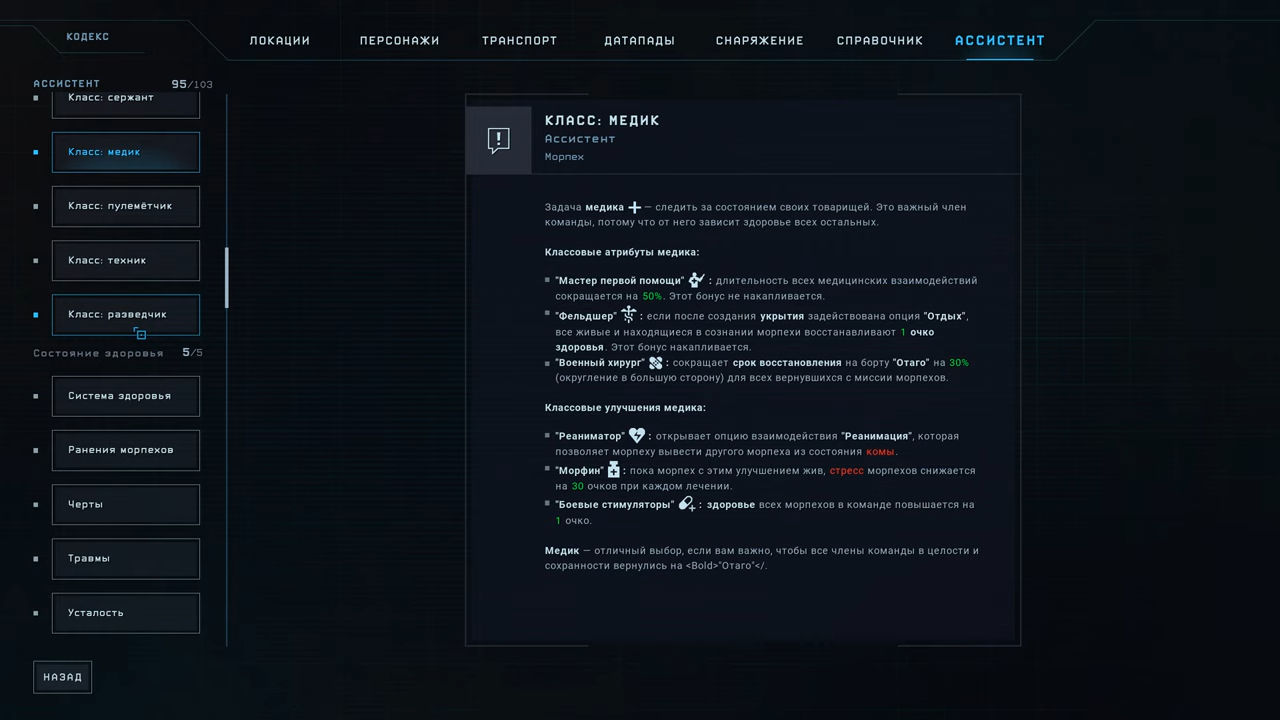 КОДЕКС
ЛОКАЦИИ
ПЕРСОНАЖИ
ТРАНСПОРТ
ДАТАПАДЫ
СНАРЯЖЕНИЕ
СПРАВОЧНИК
АССИСТЕНТ
АССИСТЕНТ 95/103
Класс: сержант
Класс: медик
Класс: пулемётчик
Класс: техник
Класс: разведчик
Состояние здоровья 5/5
Система здоровья
Ранения морпехов
Черты
Травмы
Усталость
НАЗАД
КЛАСС: МЕДИК
Ассистент
Морпех
Задача медика — следить за состоянием своих товарищей. Это важный член
команды, потому что от него зависит здоровье всех остальных.
Классовые атрибуты медика:
"Мастер первой помощи" : длительность всех медицинских взаимодействий
сокращается на 50%. Этот бонус не накапливается.
"Фельдшер" : если после создания укрытия задействована опция "Отдых",
все живые и находящиеся в сознании морпехи восстанавливают 1 очко
здоровья. Этот бонус накапливается.
"Военный хирург" : сокращает срок восстановления на борту "Отаго" на 30%
(округление в большую сторону) для всех вернувшихся с миссии морпехов.
Классовые улучшения медика:
"Реаниматор" : открывает опцию взаимодействия "Реанимация", которая
позволяет морпеху вывести другого морпеха из состояния комы.
"Морфин" : пока морпех с этим улучшением жив, стресс морпехов снижается
на 30 очков при каждом лечении.
"Боевые стимуляторы" : здоровье всех морпехов в команде повышается на
1 очко.
Медик — отличный выбор, если вам важно, чтобы все члены команды в целости и
сохранности вернулись на <Bold>"Отаго"</.